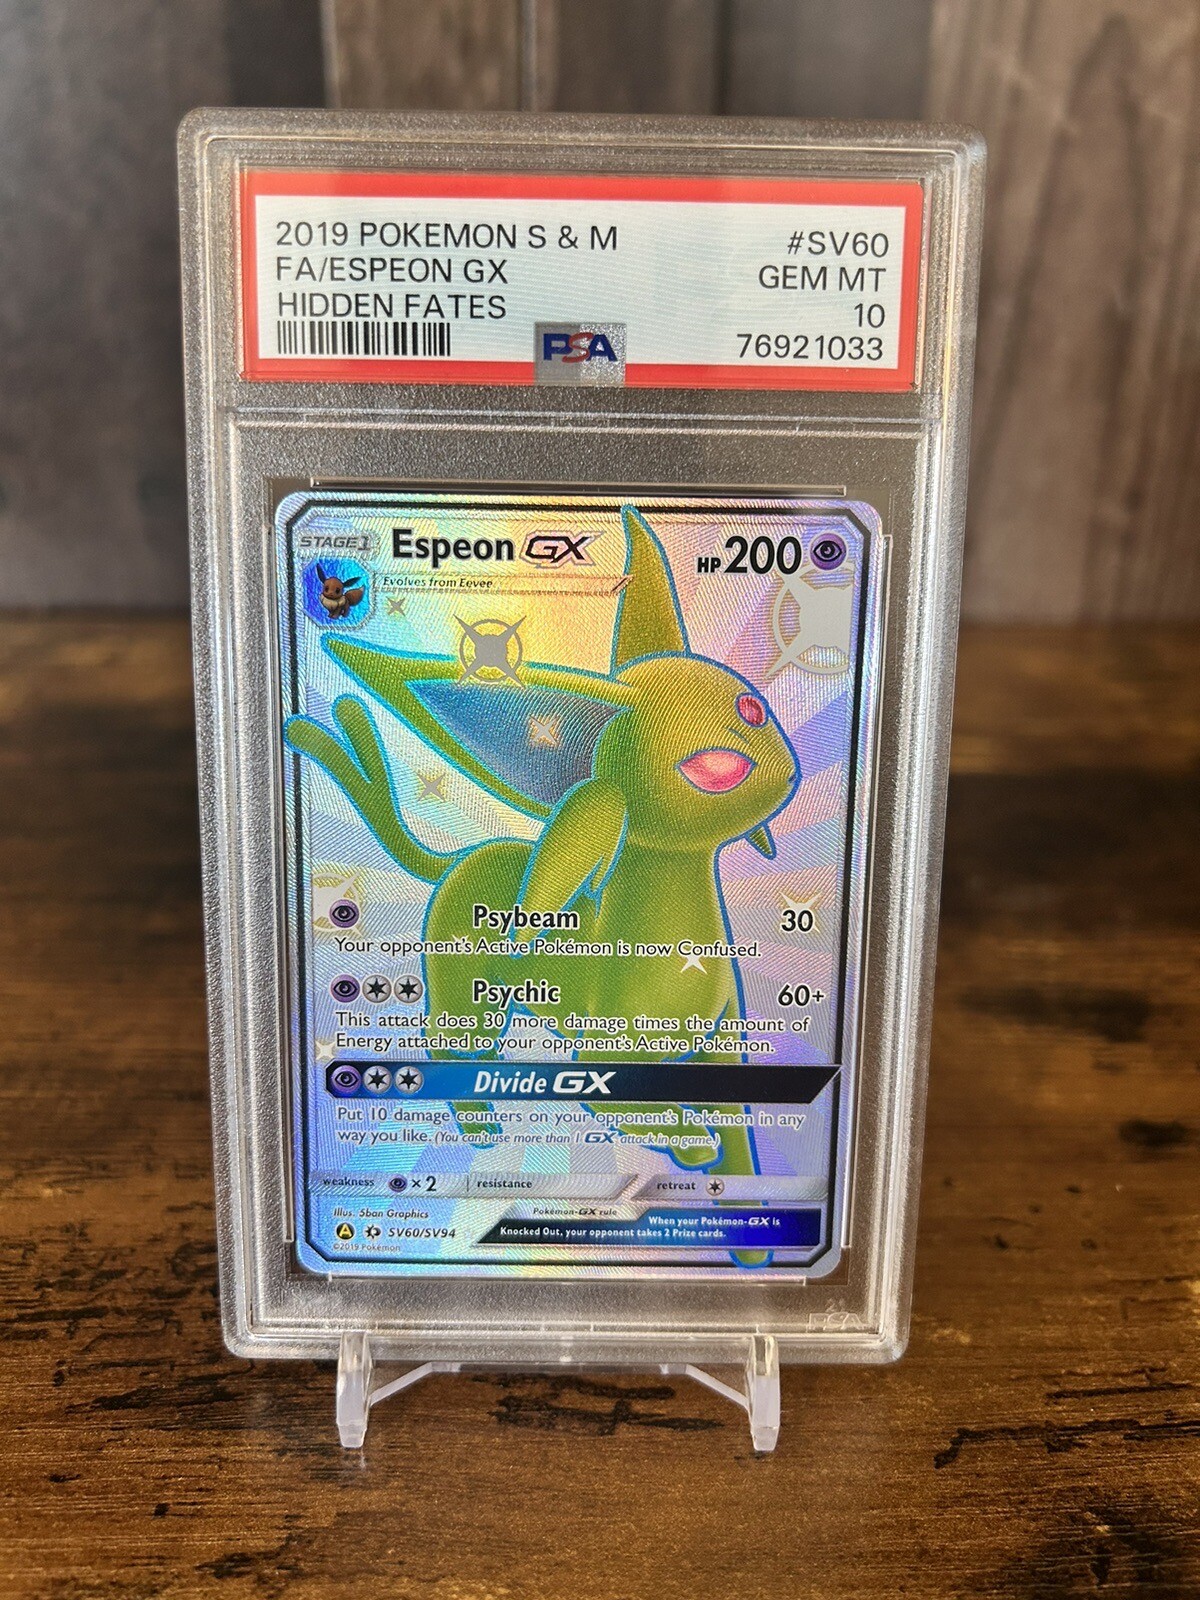 2019 POKEMON S & M #SV60
FA/ESPEON GX GEM MT
HIDDEN FATES 10
PSA 76921033
STAGE1 Espeon GX HP200
Evolves from Eevee
Psybeam 30
Your opponent's Active Pokémon is now Confused.
Psychic 60+
This attack does 30 more damage times the amount of
Energy attached to your opponent's Active Pokémon.
Divide GX
Put 10 damage counters on your opponent's Pokémon in any
way you like. (You can't use more than 1 GX attack in a game.)
weakness ×2 resistance retreat
Illus. 5ban Graphics Pokémon-GX rule When your Pokémon-GX is
A SV60/SV94 Knocked Out, your opponent takes 2 Prize cards.
©2019 Pokémon
PSA